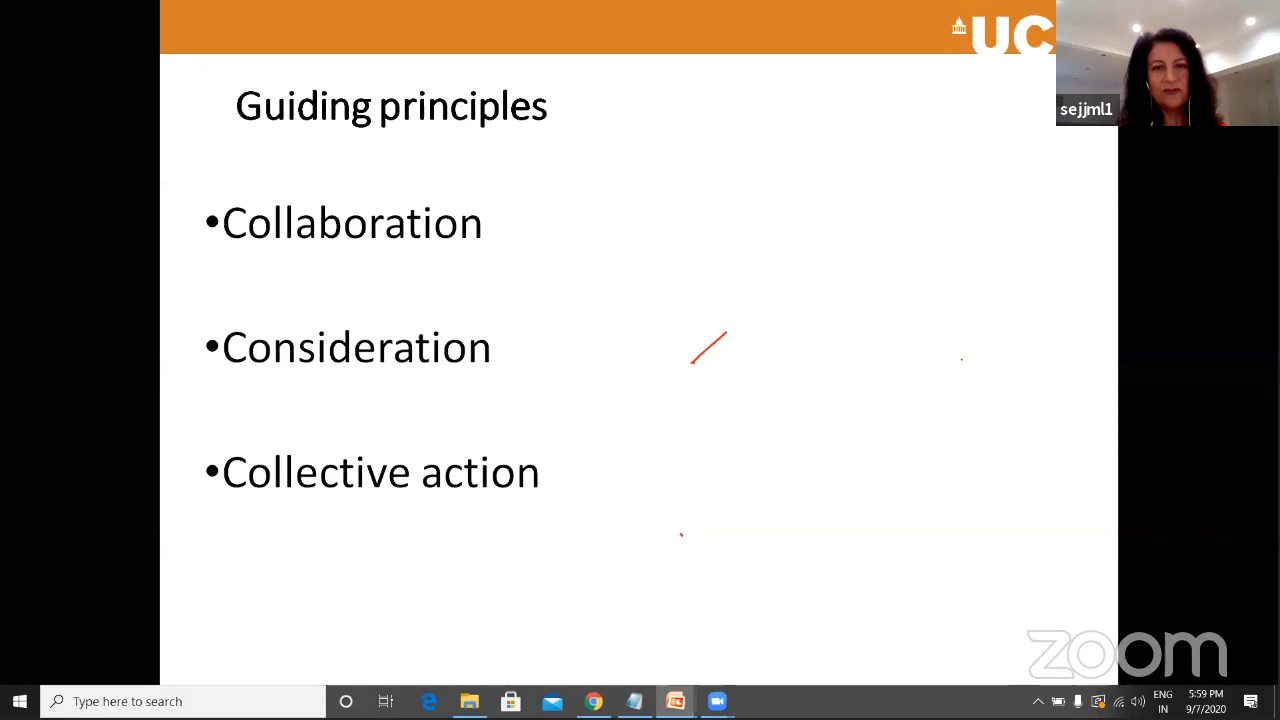 UC
sejjml1
Guiding principles
•Collaboration
•Consideration
•Collective action
zoom
Type here to search
ENG
IN
5:59 PM
9/7/2020